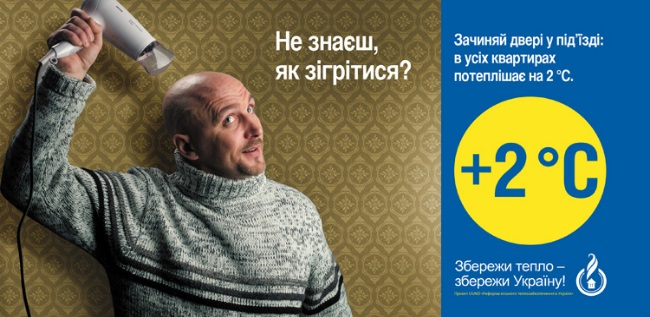 Не знаєш,
як зігрітися?
Зачиняй двері у під’їзді:
в усіх квартирах
потеплішає на 2 °C.
+2 °C
Збережи тепло –
збережи Україну!